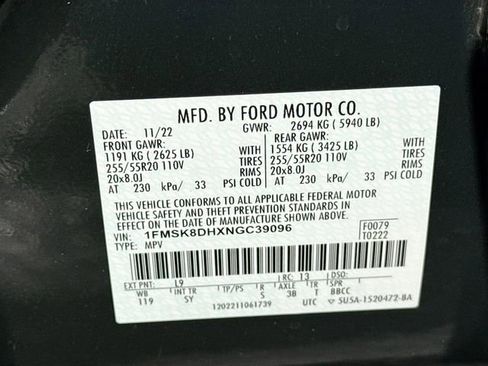 MFD. BY FORD MOTOR CO.
DATE: 11/22 GVWR: 2694 KG ( 5940 LB)
FRONT GAWR: REAR GAWR:
1191 KG ( 2625 LB) WITH 1554 KG ( 3425 LB) WITH
255/55R20 110V TIRES 255/55R20 110V TIRES
20x8.0J RIMS 20x8.0J RIMS
AT 230 kPa/ 33 PSI COLD AT 230 kPa/ 33 PSI COLD
THIS VEHICLE CONFORMS TO ALL APPLICABLE FEDERAL MOTOR
VEHICLE SAFETY AND THEFT PREVENTION STANDARDS IN EFFECT ON THE
DATE OF MANUFACTURE SHOWN ABOVE.
VIN: 1FMSK8DHXNGC39096 F0079
TYPE: MPV T0222
EXT PNT: L9 RC: 13 DSO:
WB INT TR TP/PS R AXLE TR SPR
119 SY S 3B T BBCC
1202211061739 UTC ▽ 5U5A-1520472-BA